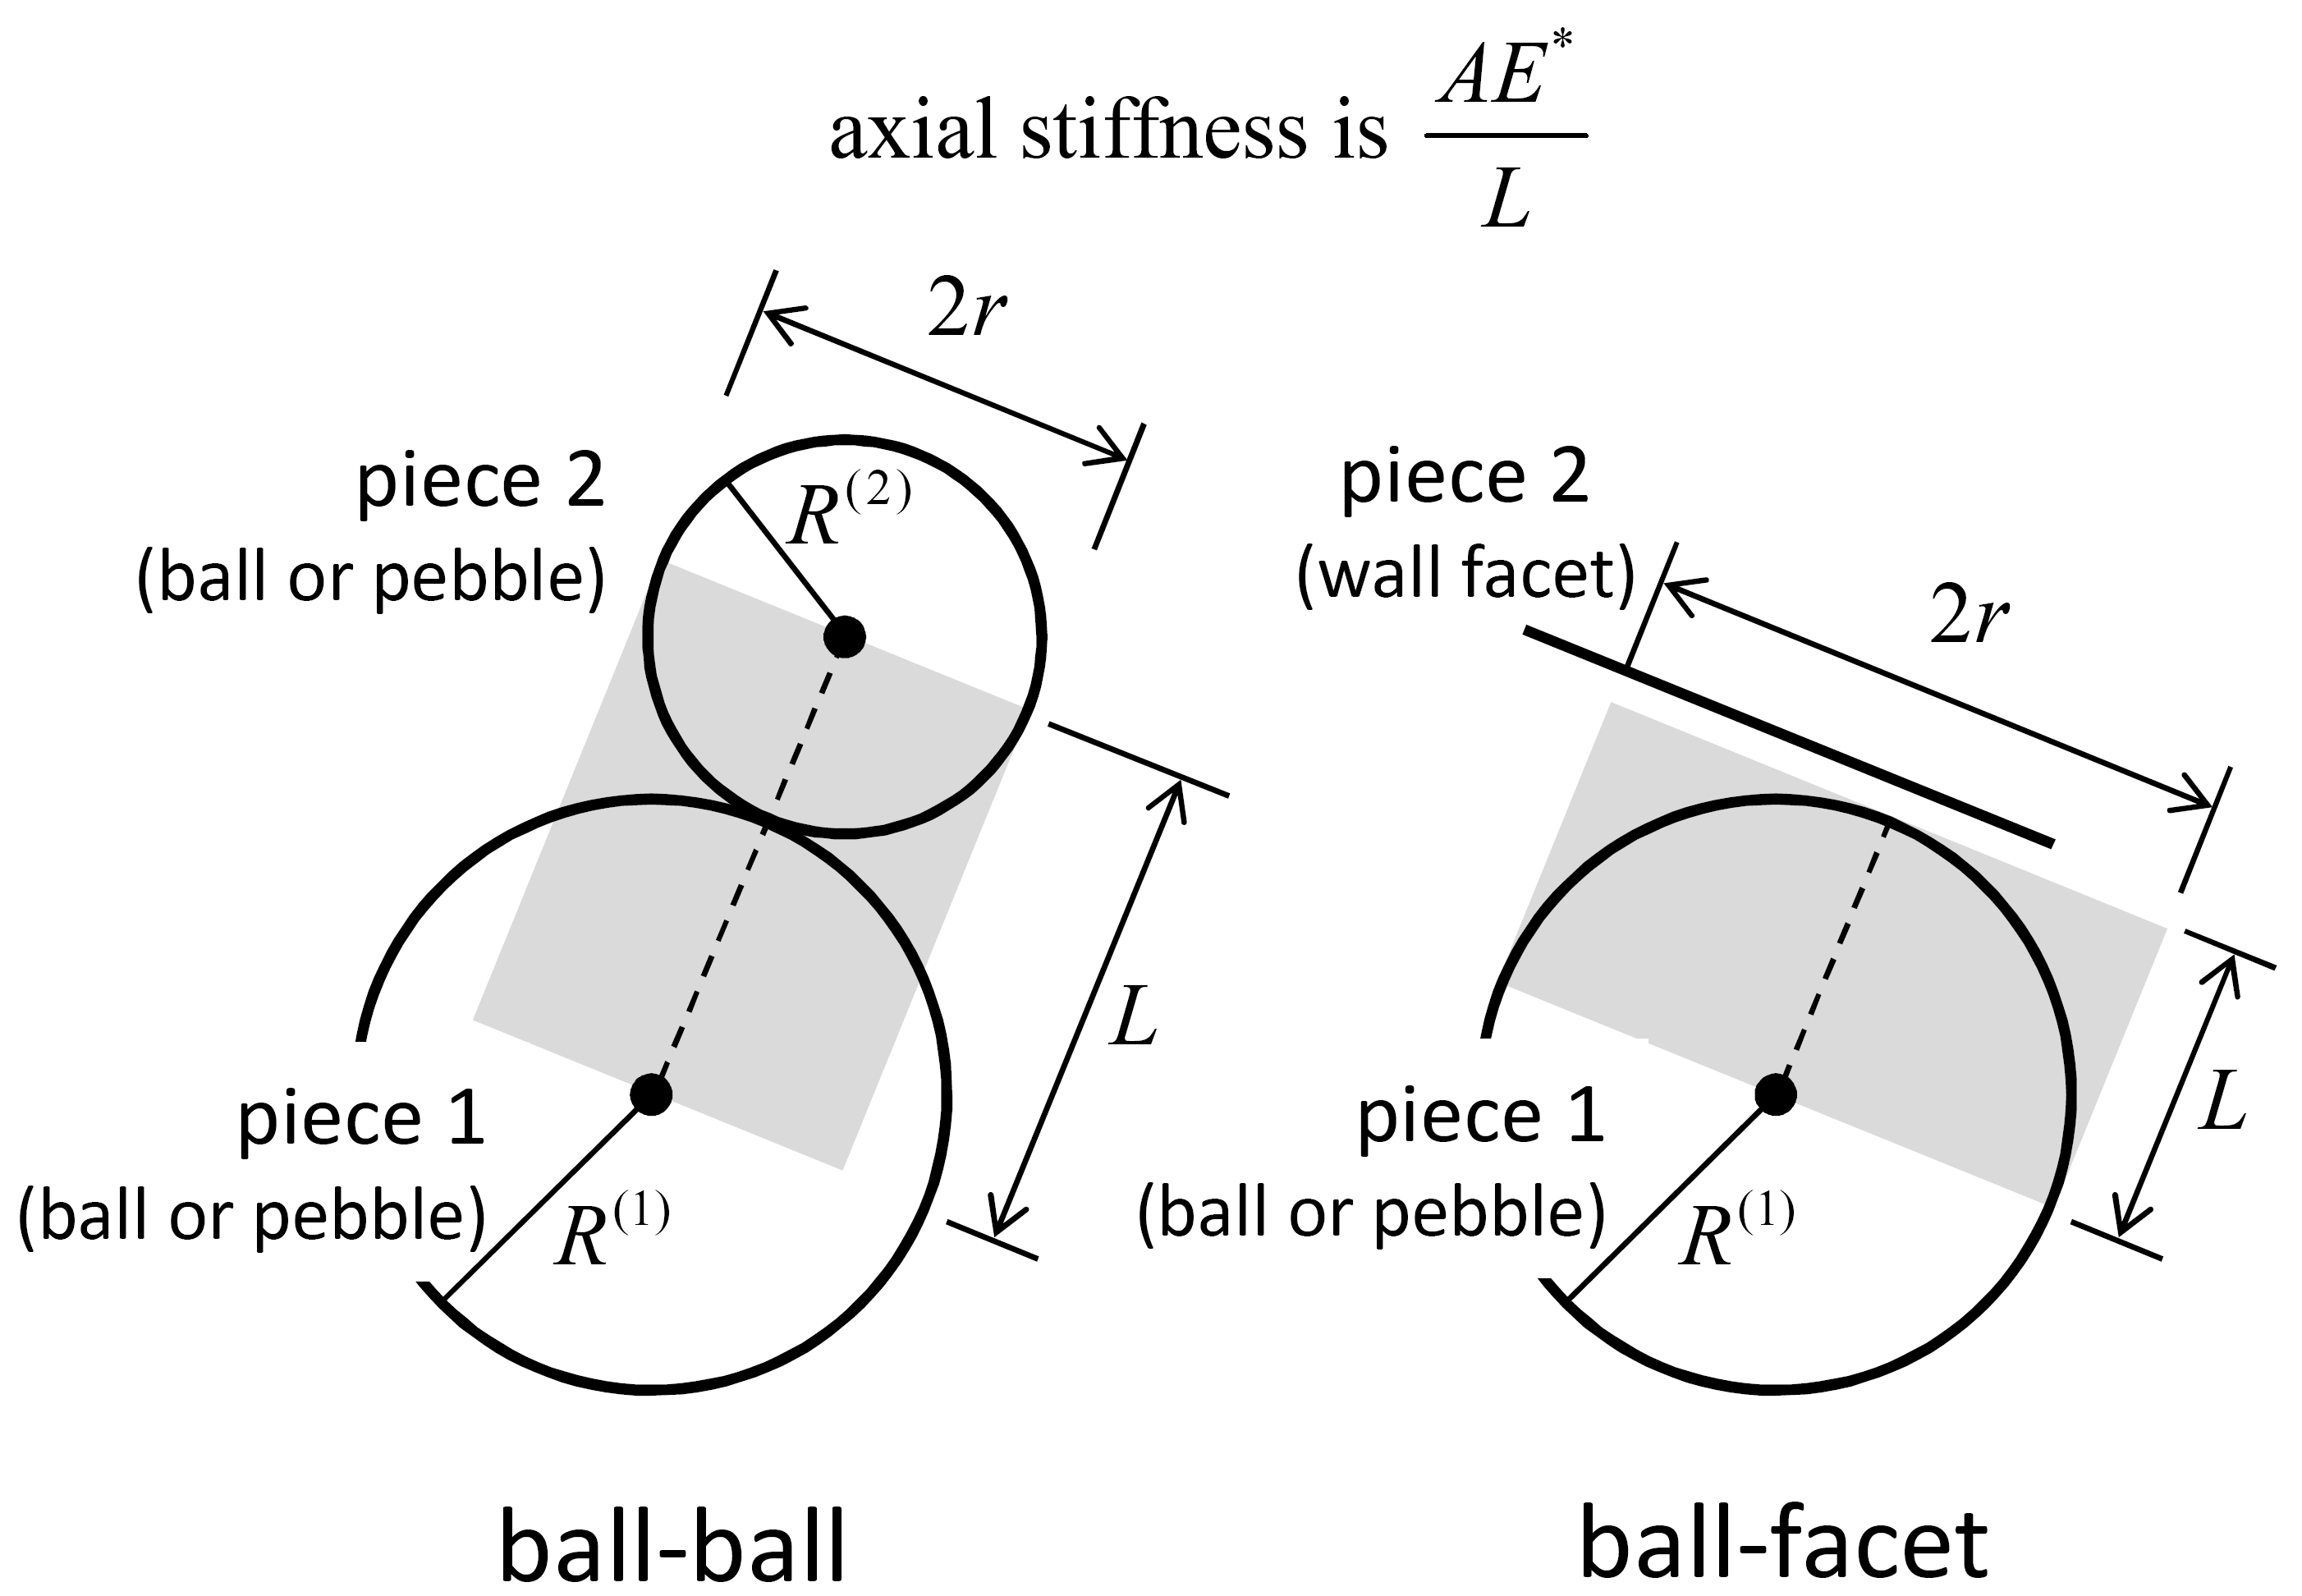 axial stiffness is AE* / L
2r
piece 2
(ball or pebble)
R(2)
L
piece 1
(ball or pebble)
R(1)
ball-ball
piece 2
(wall facet)
2r
L
piece 1
(ball or pebble)
R(1)
ball-facet